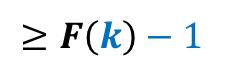 ≥ F(k) − 1